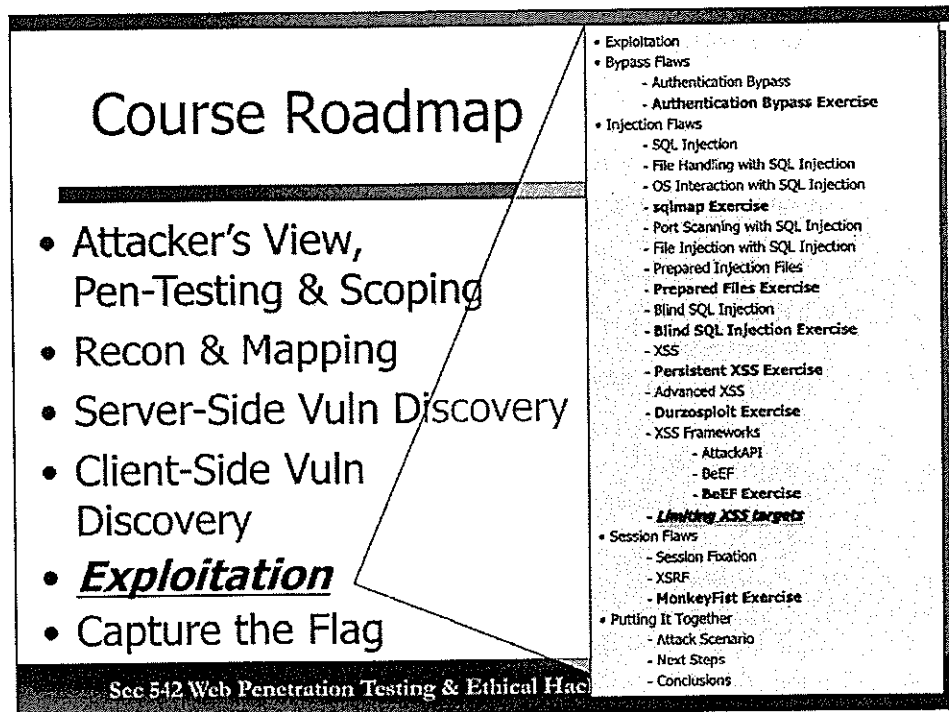 Course Roadmap
• Attacker's View,
Pen-Testing & Scoping
• Recon & Mapping
• Server-Side Vuln Discovery
• Client-Side Vuln
Discovery
• Exploitation
• Capture the Flag
Sec 542 Web Penetration Testing & Ethical Hac
• Exploitation
• Bypass Flaws
- Authentication Bypass
- Authentication Bypass Exercise
• Injection Flaws
- SQL Injection
- File Handling with SQL Injection
- OS Interaction with SQL Injection
- sqlmap Exercise
- Port Scanning with SQL Injection
- File Injection with SQL Injection
- Prepared Injection Files
- Prepared Files Exercise
- Blind SQL Injection
- Blind SQL Injection Exercise
- XSS
- Persistent XSS Exercise
- Advanced XSS
- Durzosploit Exercise
- XSS Frameworks
- AttackAPI
- BeEF
- BeEF Exercise
- Limiting XSS targets
• Session Flaws
- Session Fixation
- XSRF
- MonkeyFist Exercise
• Putting It Together
- Attack Scenario
- Next Steps
- Conclusions